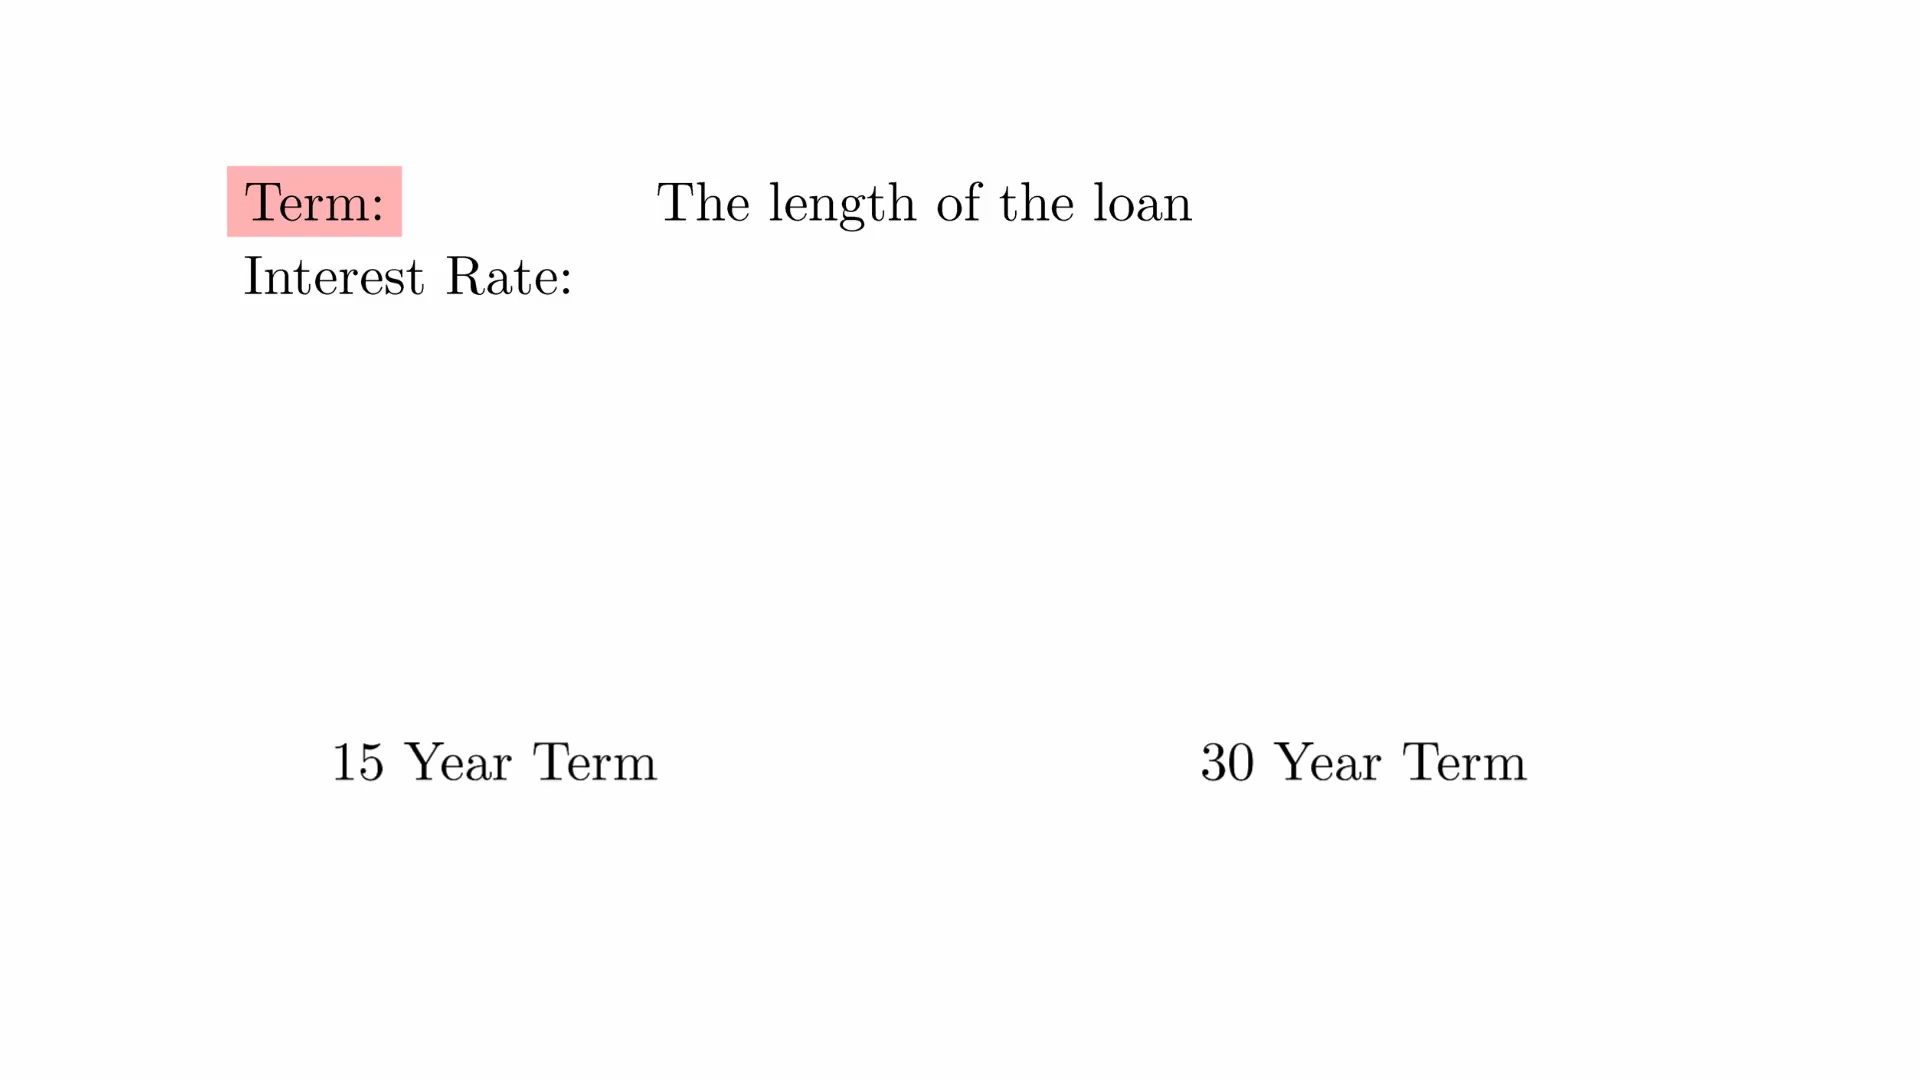 Term: The length of the loan
Interest Rate:
15 Year Term
30 Year Term